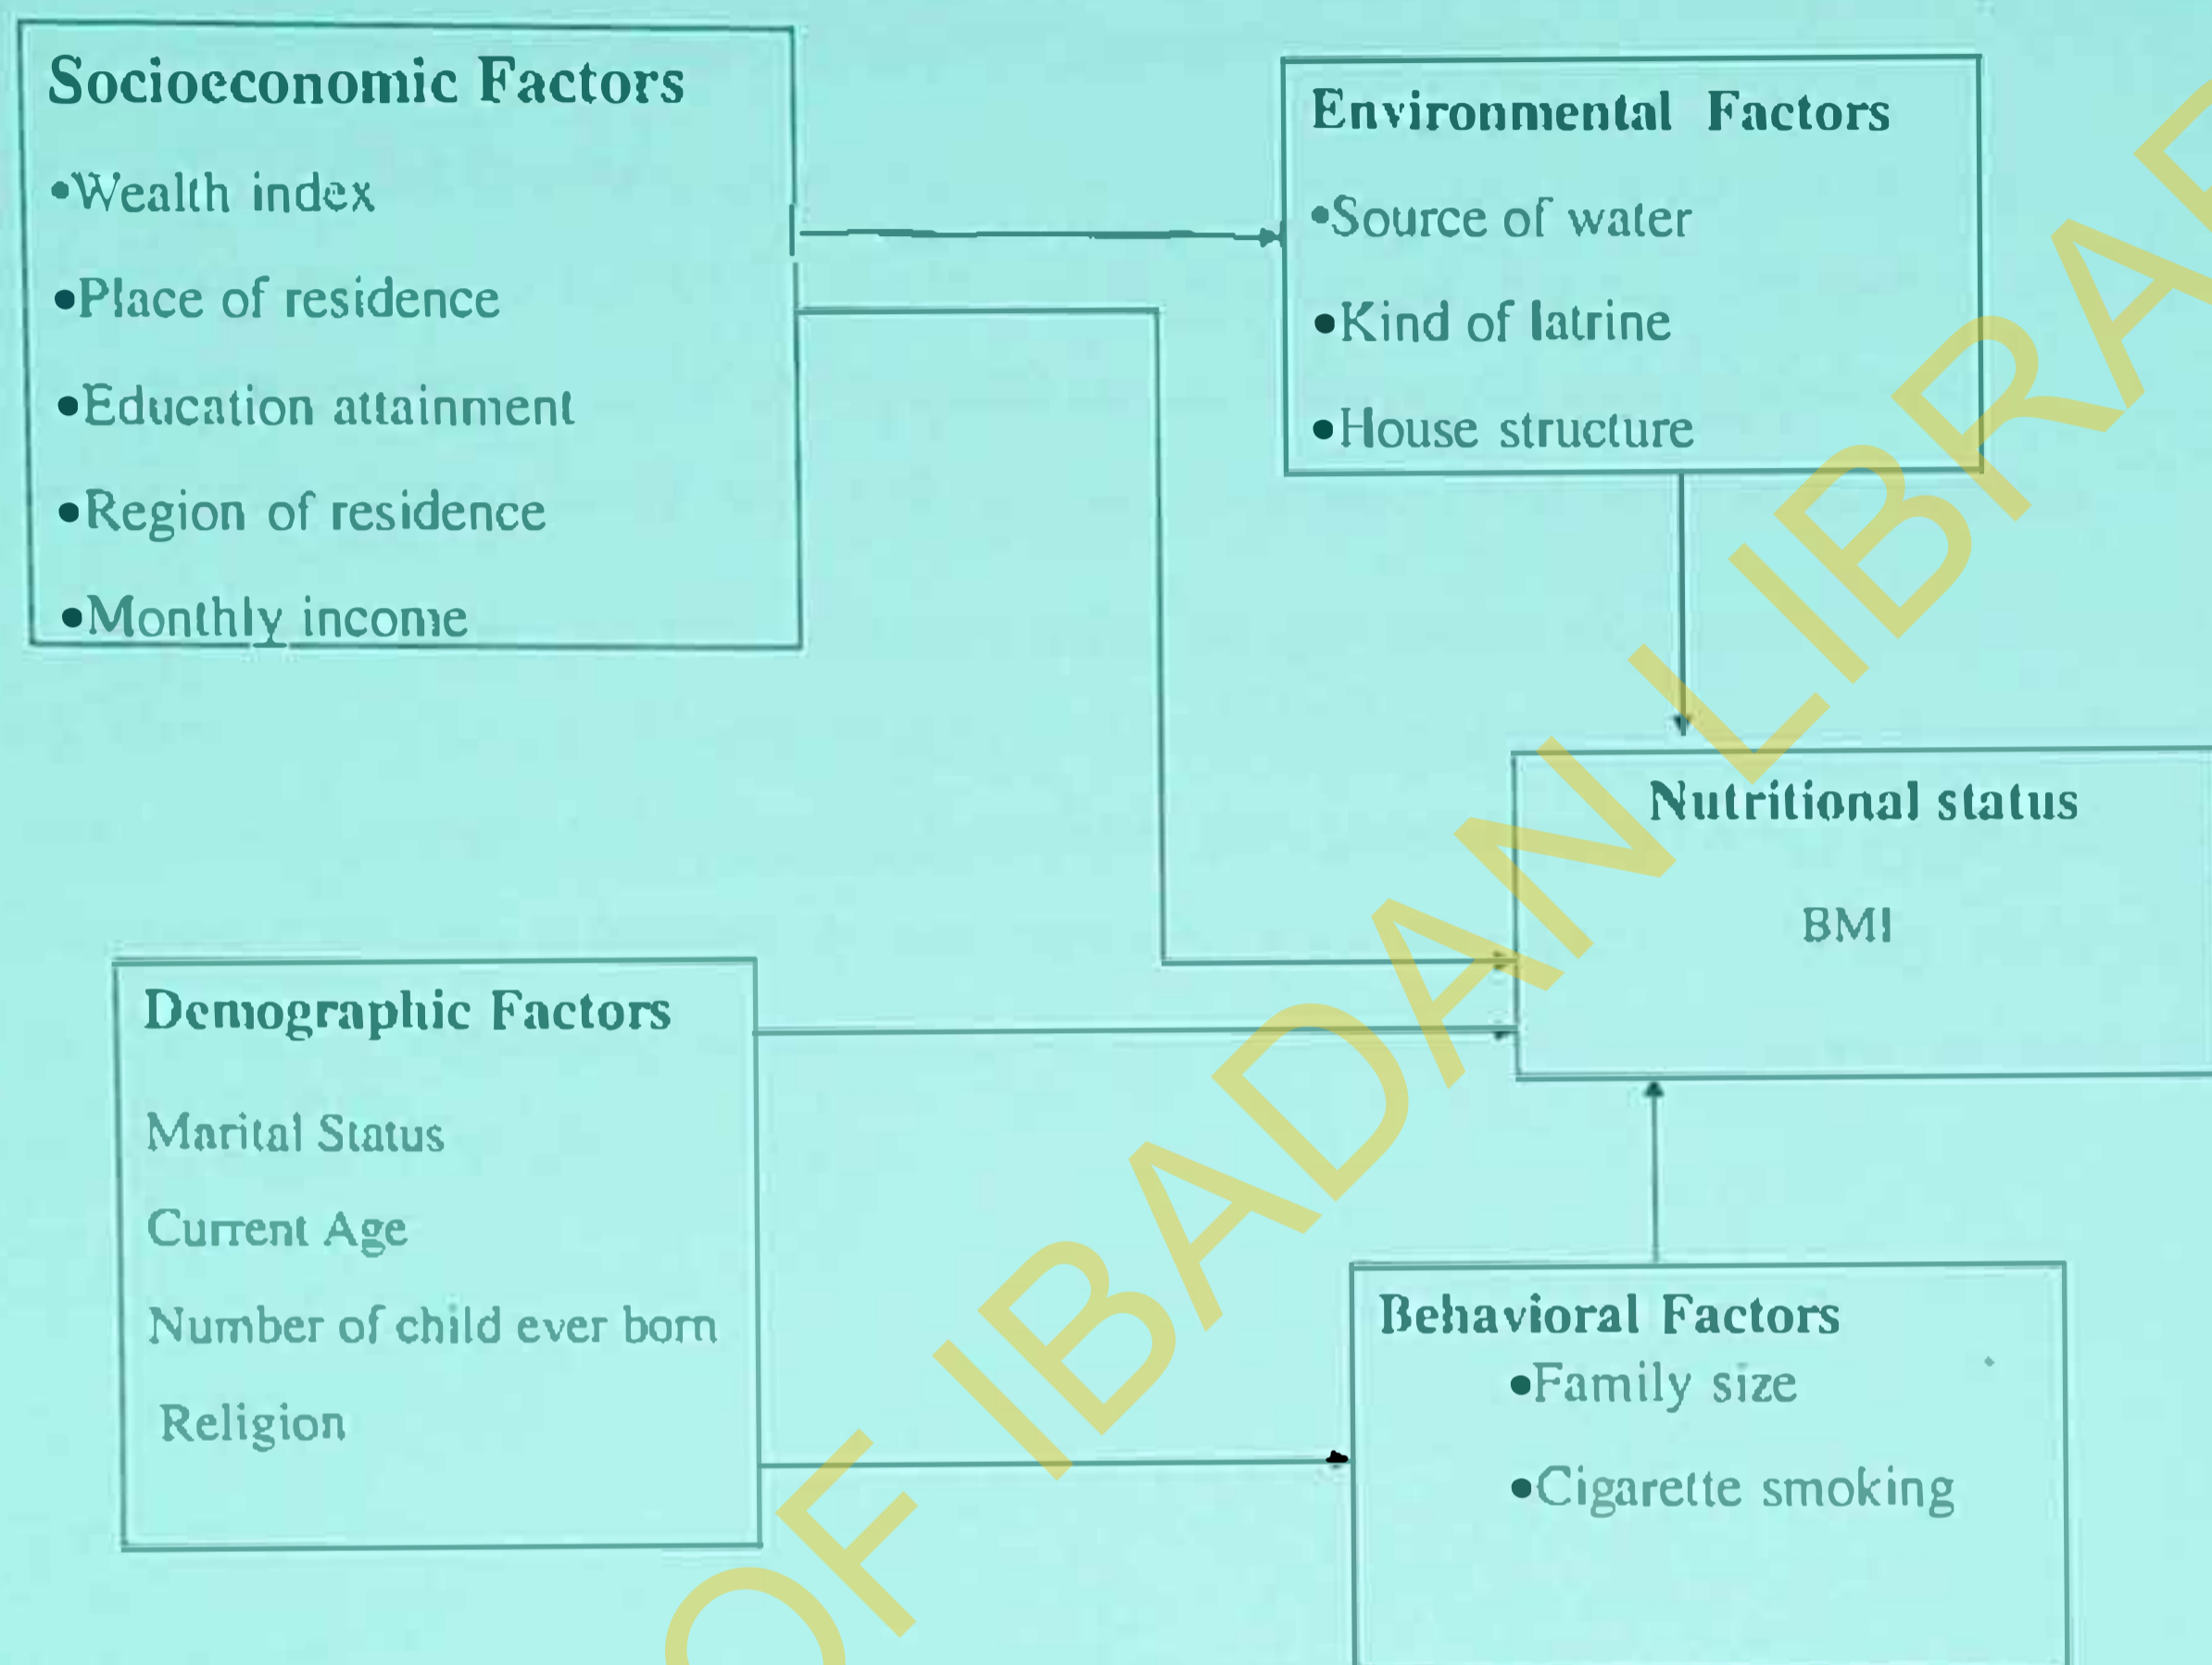 Socioeconomic Factors
•Wealth index
•Place of residence
•Education attainment
•Region of residence
•Monthly income
Environmental Factors
•Source of water
•Kind of latrine
•House structure
Nutritional status
BMI
Demographic Factors
Marital Status
Current Age
Number of child ever born
Religion
Behavioral Factors
•Family size
•Cigarette smoking
OF IBADAN LIBRAR